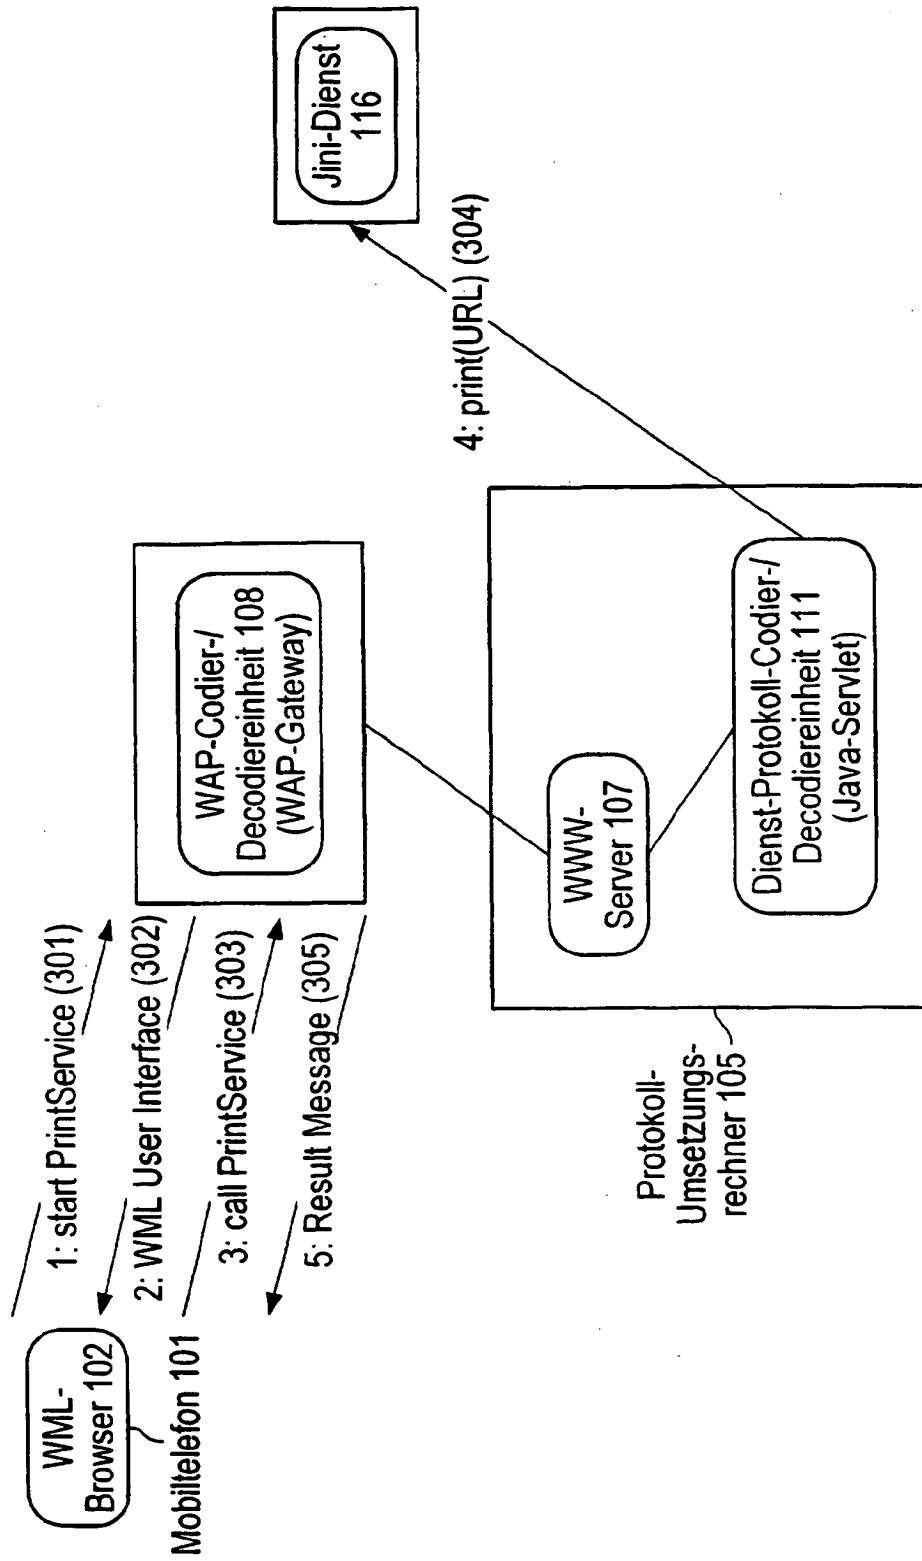 WML-
Browser 102
Mobiltelefon 101
1: start PrintService (301)
2: WML User Interface (302)
3: call PrintService (303)
5: Result Message (305)
WAP-Codier-/
Decodiereinheit 108
(WAP-Gateway)
Jini-Dienst
116
4: print(URL) (304)
Protokoll-
Umsetzungs-
rechner 105
WWW-
Server 107
Dienst-Protokoll-Codier-/
Decodiereinheit 111
(Java-Servlet)